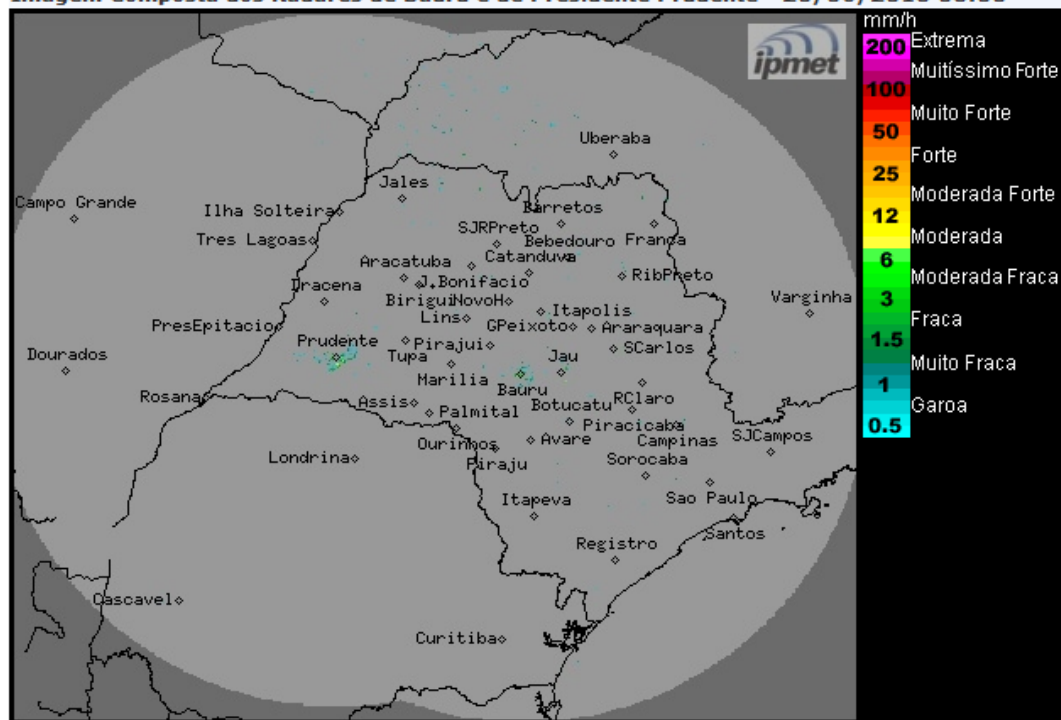 mm/h
200 Extrema
Muitíssimo Forte
100
Muito Forte
50
Forte
25
Moderada Forte
12
Moderada
6
Moderada Fraca
3
Fraca
1.5
Muito Fraca
1
Garoa
0.5
ipmet
Uberaba
Jales
Campo Grande
Ilha Solteira
Barretos
SJRPreto
Tres Lagoas
Bebedouro
Franca
Catanduva
Aracatuba
RibPreto
J.Bonifacio
Dracena
Birigui
NovoH
Varginha
Itapolis
Lins
PresEpitacio
GPeixoto
Araraquara
Prudente
Pirajui
SCarlos
Dourados
Tupa
Jau
Marilia
Bauru
Rosana
RClaro
Assis
Botucatu
Palmital
Piracicaba
SJCampos
Ourinhos
Avare
Campinas
Londrina
Piraju
Sorocaba
Itapeva
Sao Paulo
Santos
Registro
Cascavel
Curitiba